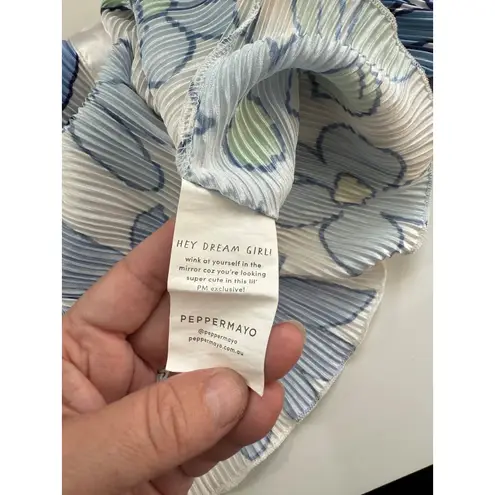 HEY DREAM GIRL!
wink at yourself in the
mirror coz you're looking
super cute in this lil'
PM exclusive!
PEPPERMAYO
@peppermayo
peppermayo.com.au